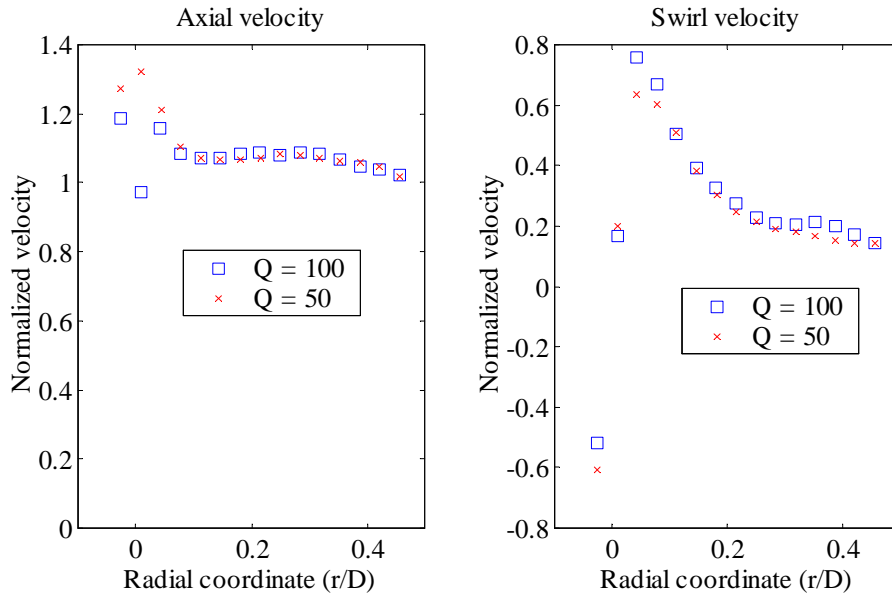 Axial velocity
Normalized velocity
1.4
1.2
1
0.8
0.6
0.4
0.2
0
Q = 100
Q = 50
0
0.2
0.4
Radial coordinate (r/D)
Swirl velocity
Normalized velocity
0.8
0.6
0.4
0.2
0
-0.2
-0.4
-0.6
-0.8
Q = 100
Q = 50
0
0.2
0.4
Radial coordinate (r/D)